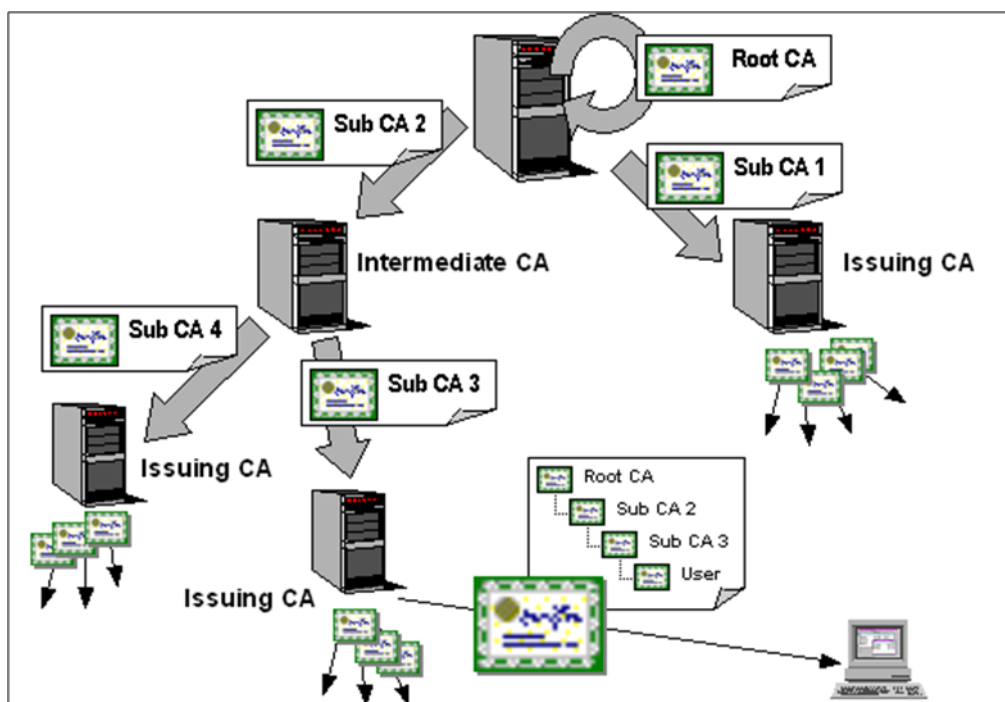 Root CA
Sub CA 2
Sub CA 1
Intermediate CA
Issuing CA
Sub CA 4
Sub CA 3
Issuing CA
Root CA
Sub CA 2
Sub CA 3
User
Issuing CA